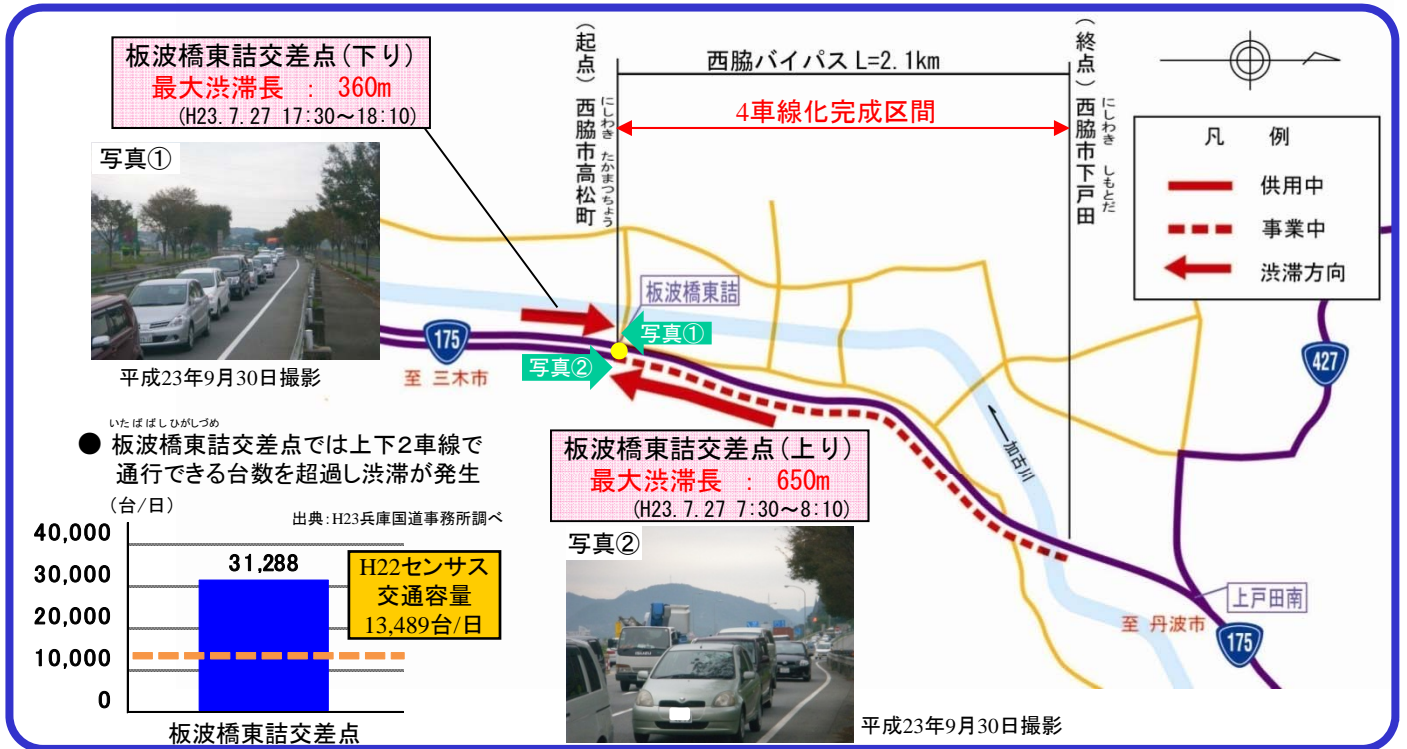 板波橋東詰交差点(下り)
最大渋滞長 : 360m
(H23.7.27 17:30～18:10)
写真①
平成23年9月30日撮影
いたばばしひがしづめ
● 板波橋東詰交差点では上下2車線で
通行できる台数を超過し渋滞が発生
(台/日)
出典:H23兵庫国道事務所調べ
40,000
30,000
20,000
10,000
0
31,288
H22センサス
交通容量
13,489台/日
板波橋東詰交差点
(起点)西脇市高松町
にしわき たかまつちょう
西脇バイパス L=2.1km
4車線化完成区間
(終点)西脇市下戸田
にしわき しもとだ
凡 例
供用中
事業中
渋滞方向
板波橋東詰
写真①
写真②
175
至 三木市
427
加古川
板波橋東詰交差点(上り)
最大渋滞長 : 650m
(H23.7.27 7:30～8:10)
写真②
平成23年9月30日撮影
上戸田南
至 丹波市
175